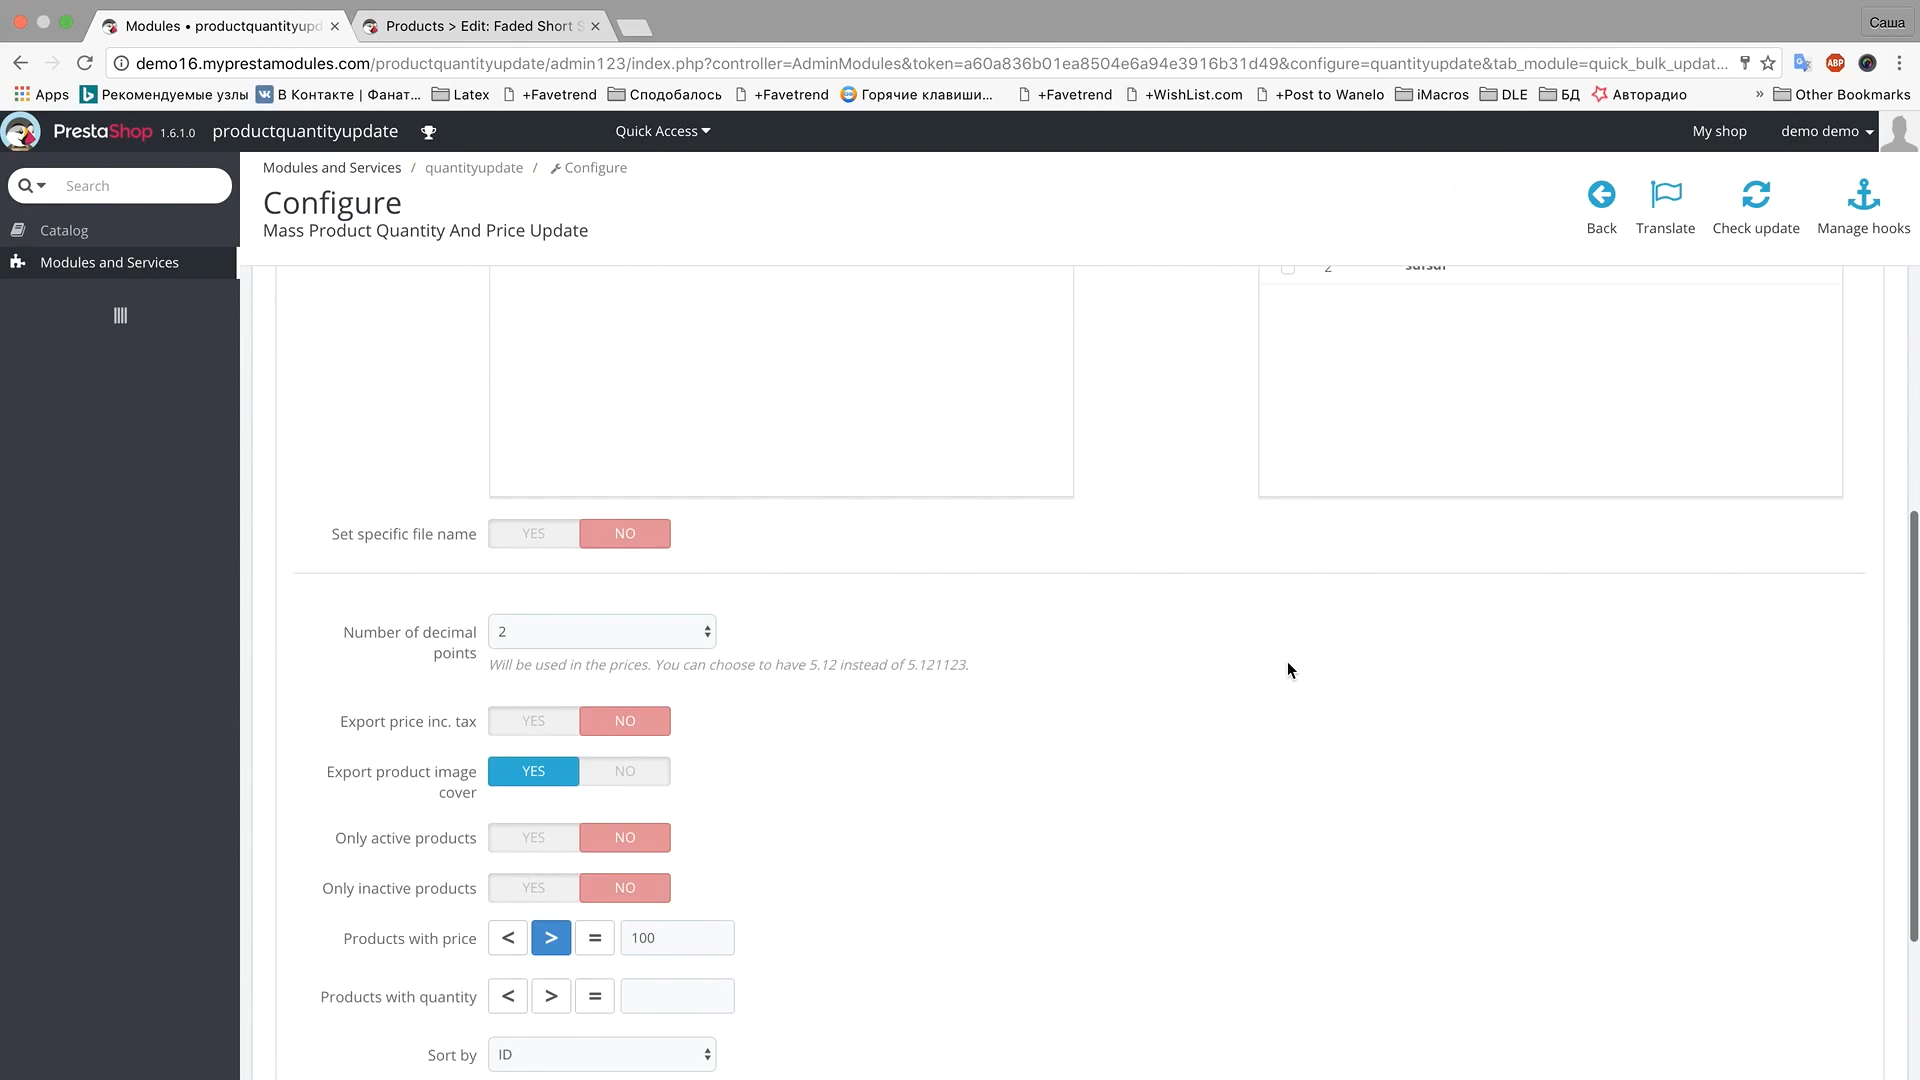 Modules • productquantityupd
Products > Edit: Faded Short S
Саша
demo16.myprestamodules.com/productquantityupdate/admin123/index.php?controller=AdminModules&token=a60a836b01ea8504e6a94e3916b31d49&configure=quantityupdate&tab_module=quick_bulk_updat...
Apps
Рекомендуемые узлы
В Контакте | Фанат...
Latex
+Favetrend
Сподобалось
+Favetrend
Горячие клавиши...
+Favetrend
+WishList.com
+Post to Wanelo
iMacros
DLE
БД
Авторадио
»
Other Bookmarks
PrestaShop 1.6.1.0
productquantityupdate
Quick Access
My shop
demo demo
Search
Catalog
Modules and Services
Modules and Services / quantityupdate / Configure
Configure
Mass Product Quantity And Price Update
Back
Translate
Check update
Manage hooks
2
Set specific file name
YES
NO
Number of decimal
points
2
Will be used in the prices. You can choose to have 5.12 instead of 5.121123.
Export price inc. tax
YES
NO
Export product image
cover
YES
NO
Only active products
YES
NO
Only inactive products
YES
NO
Products with price
< > =
100
Products with quantity
< > =
Sort by
ID
ABP